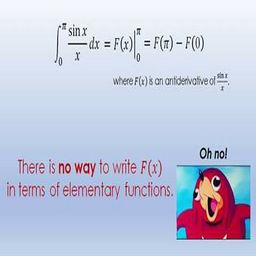 ∫₀^π sin x / x dx = F(x)|₀^π = F(π) − F(0)
where F(x) is an antiderivative of sin x / x.
Oh no!
There is no way to write F(x)
in terms of elementary functions.